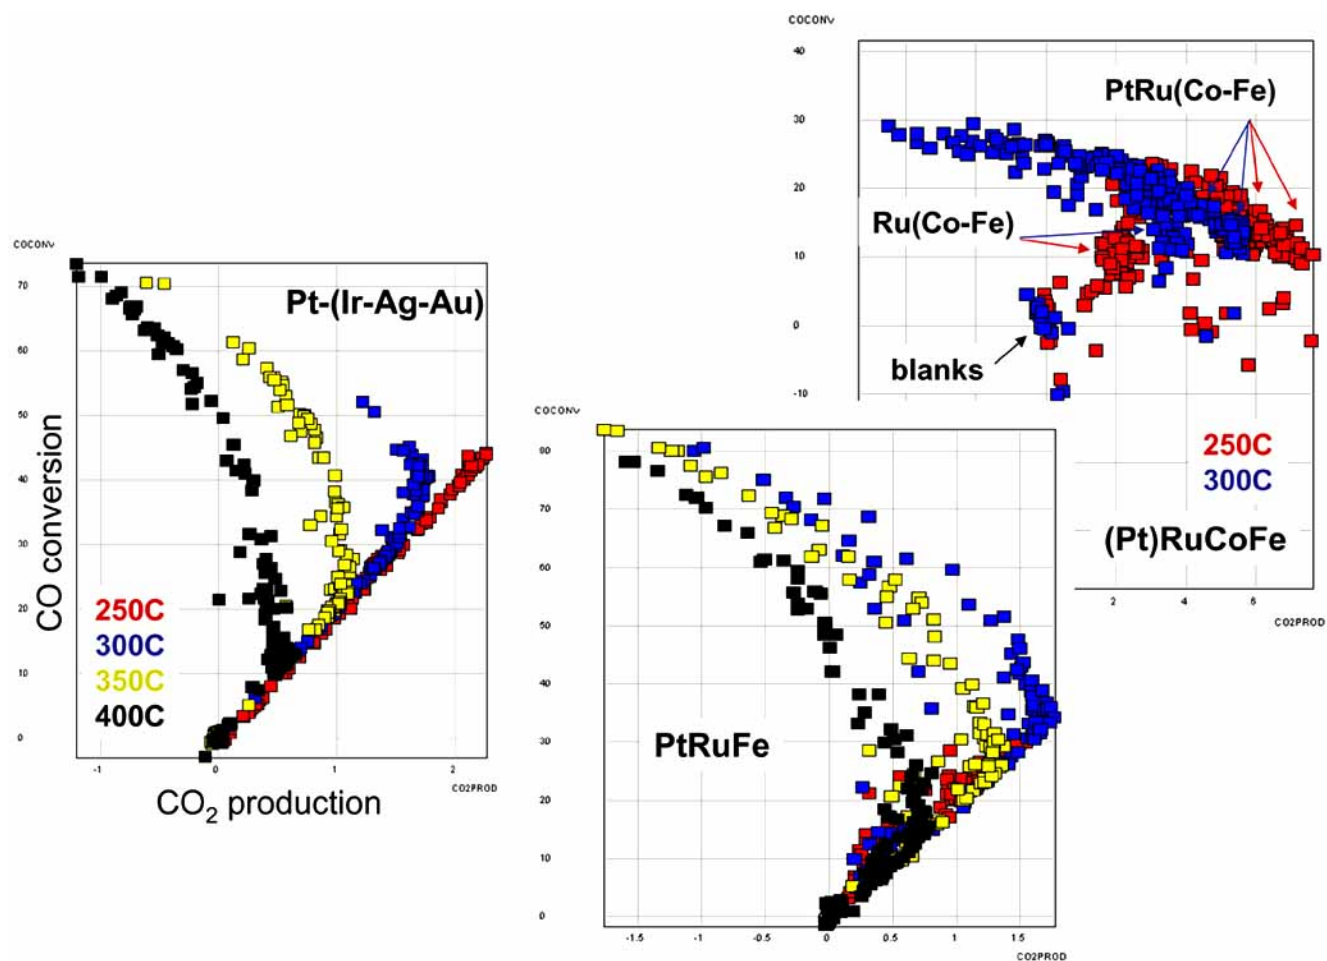 COCONV
40
30
20
10
0
-10
PtRu(Co-Fe)
Ru(Co-Fe)
blanks
250C
300C
(Pt)RuCoFe
2 4 6
CO2PROD
COCONV
70
60
50
40
30
20
10
0
Pt-(Ir-Ag-Au)
CO conversion
250C
300C
350C
400C
-1 0 1 2
CO2PROD
CO₂ production
COCONV
80
70
60
50
40
30
20
10
0
PtRuFe
-1.5 -1 -0.5 0 0.5 1 1.5
CO2PROD